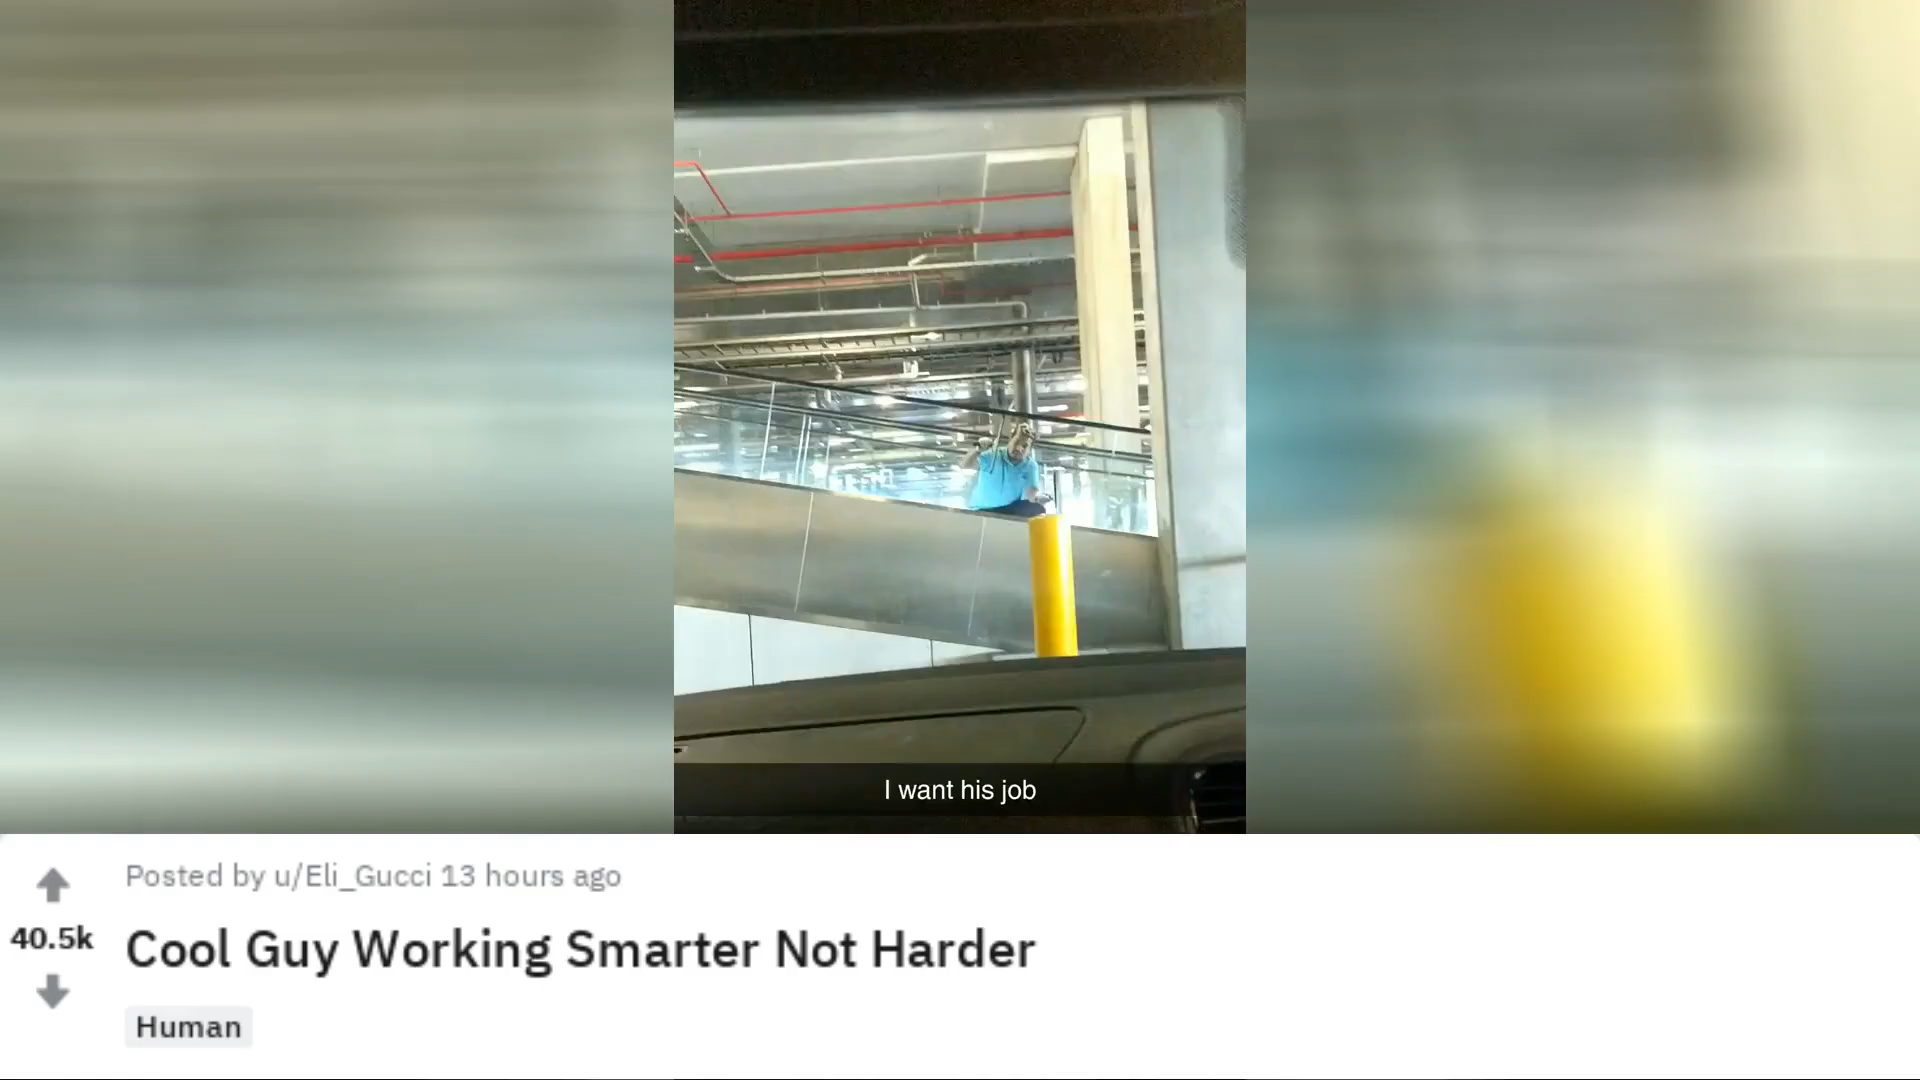 I want his job
Posted by u/Eli_Gucci 13 hours ago
40.5k
Cool Guy Working Smarter Not Harder
Human